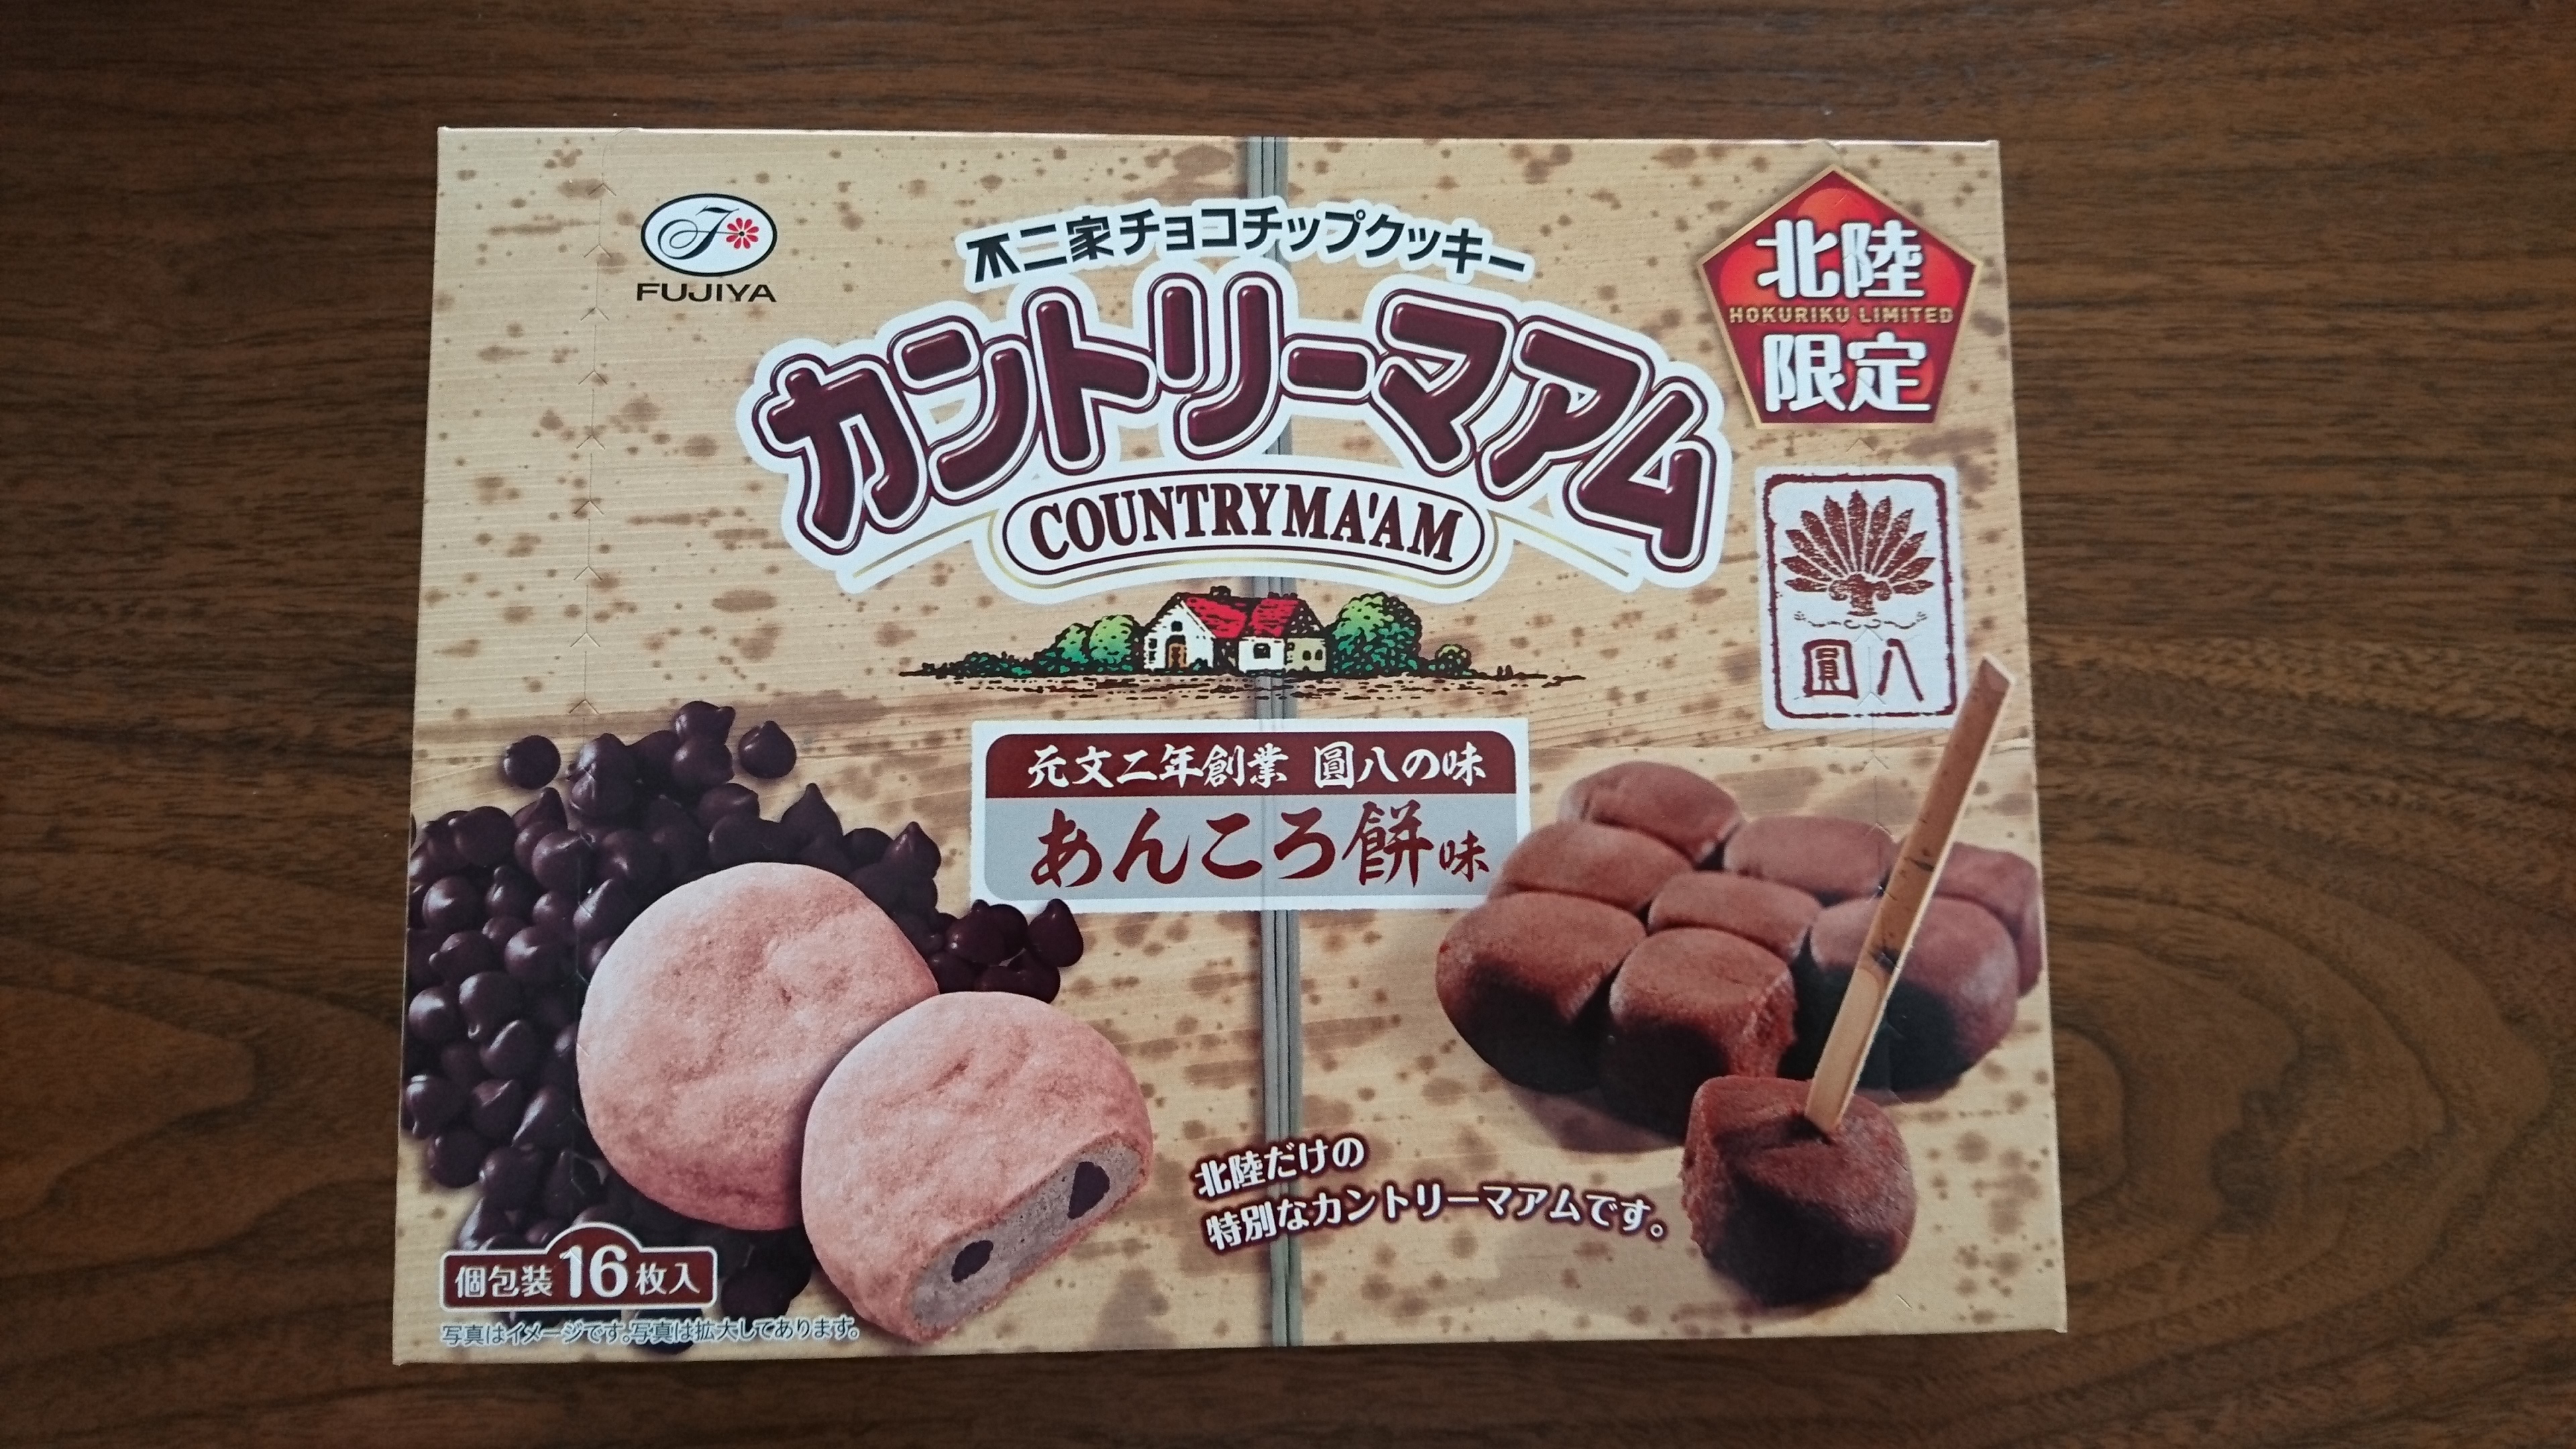 FUJIYA
不二家チョコチップクッキー
カントリーマアム
COUNTRY MA'AM
北陸
HOKURIKU LIMITED
限定
圓八
元文二年創業 圓八の味
あんころ餅味
北陸だけの
特別なカントリーマアムです。
個包装16枚入
写真はイメージです。写真は拡大してあります。